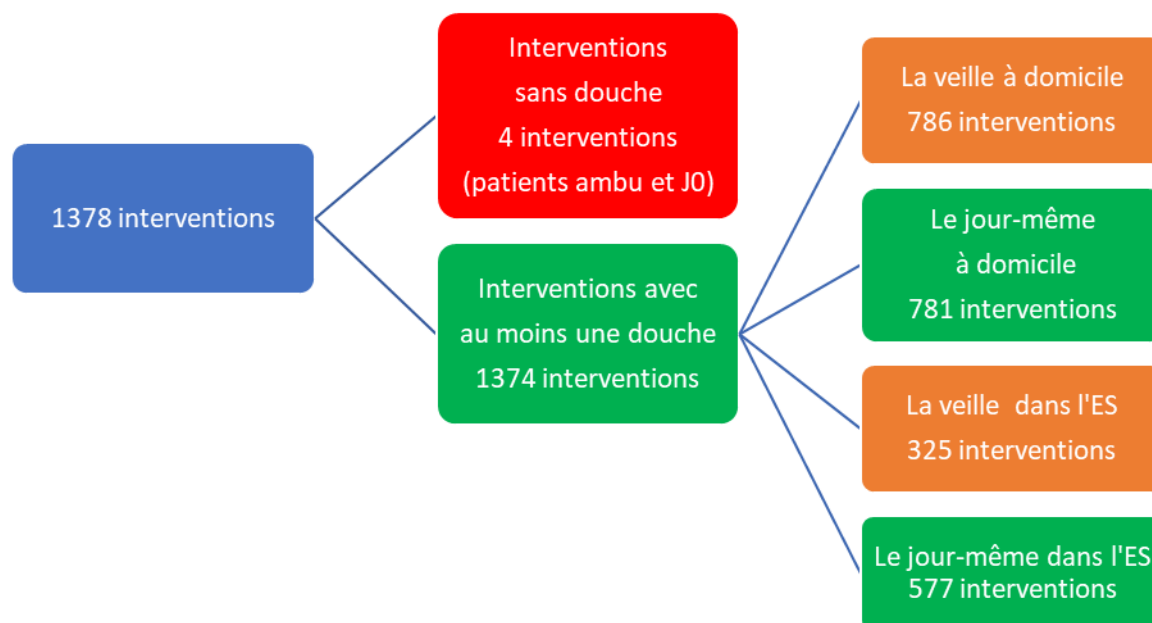 1378 interventions
Interventions
sans douche
4 interventions
(patients ambu et J0)
Interventions avec
au moins une douche
1374 interventions
La veille à domicile
786 interventions
Le jour-même
à domicile
781 interventions
La veille dans l'ES
325 interventions
Le jour-même dans l'ES
577 interventions